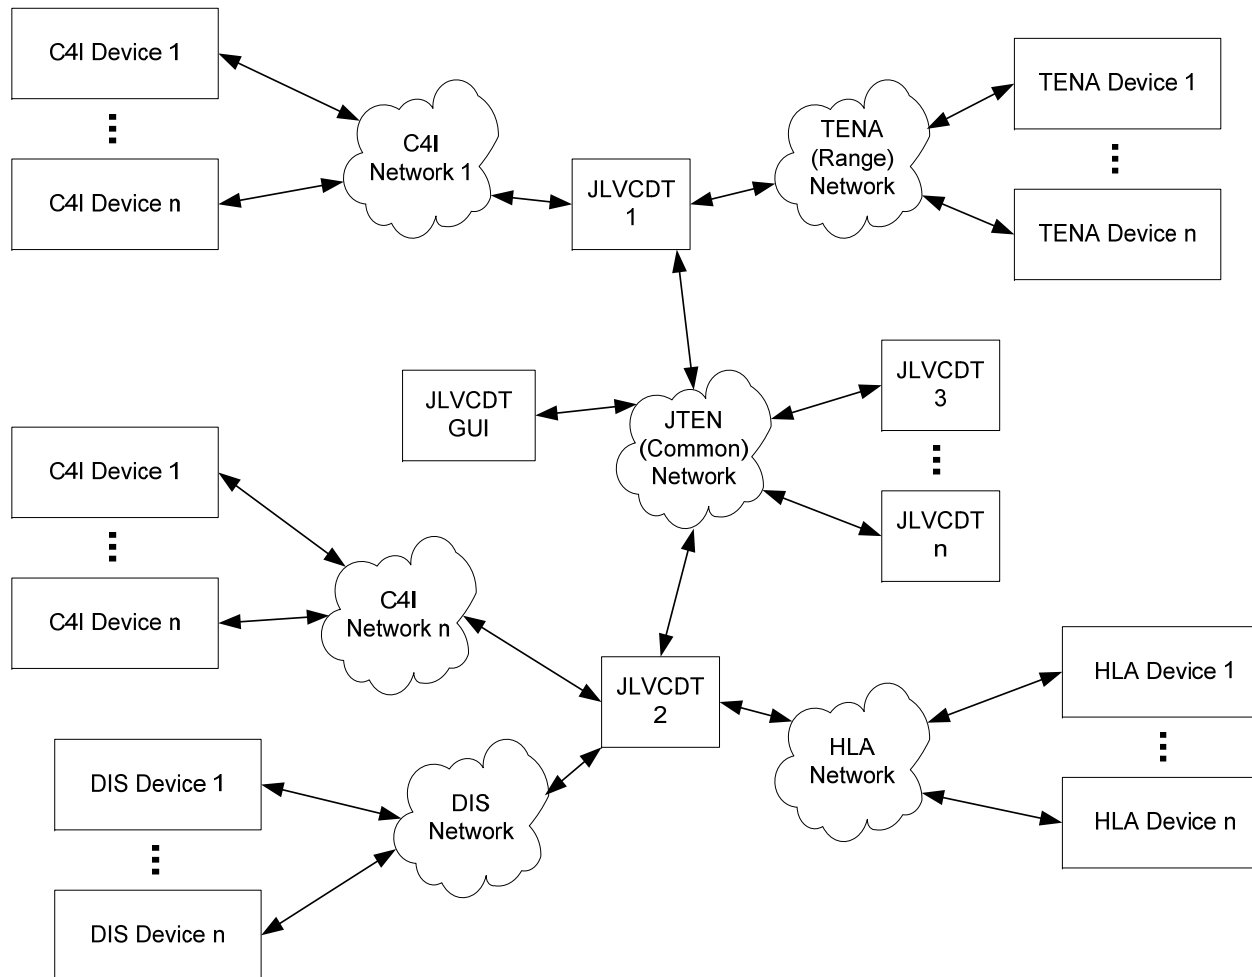 C4I Device 1
C4I Device n
C4I
Network 1
JLVCDT
1
TENA
(Range)
Network
TENA Device 1
TENA Device n
JLVCDT
GUI
JTEN
(Common)
Network
JLVCDT
3
JLVCDT
n
C4I Device 1
C4I Device n
C4I
Network n
JLVCDT
2
HLA
Network
HLA Device 1
HLA Device n
DIS Device 1
DIS Device n
DIS
Network